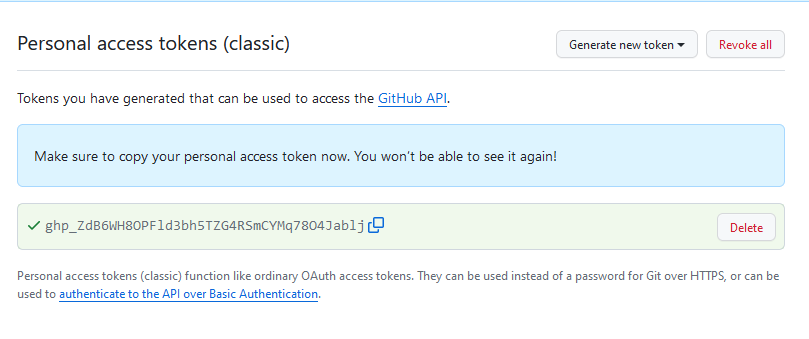 Personal access tokens (classic)
Generate new token
Revoke all
Tokens you have generated that can be used to access the GitHub API.
Make sure to copy your personal access token now. You won't be able to see it again!
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
Delete
Personal access tokens (classic) function like ordinary OAuth access tokens. They can be used instead of a password for Git over HTTPS, or can be
used to authenticate to the API over Basic Authentication.